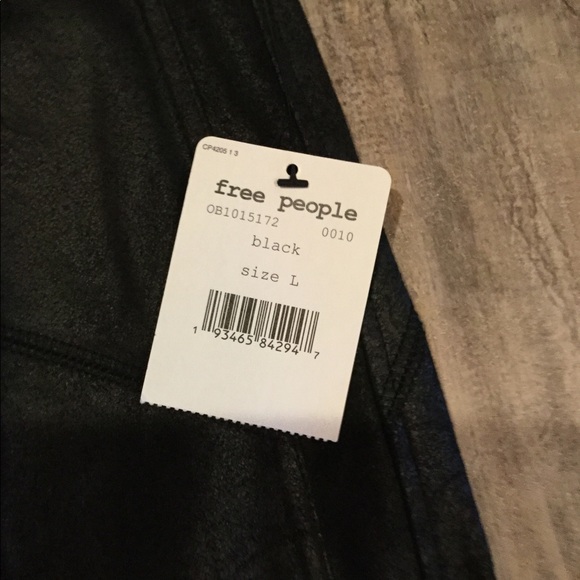 CP4205 1 3
free people
OB1015172 0010
black
size L
1 93465 84294 7